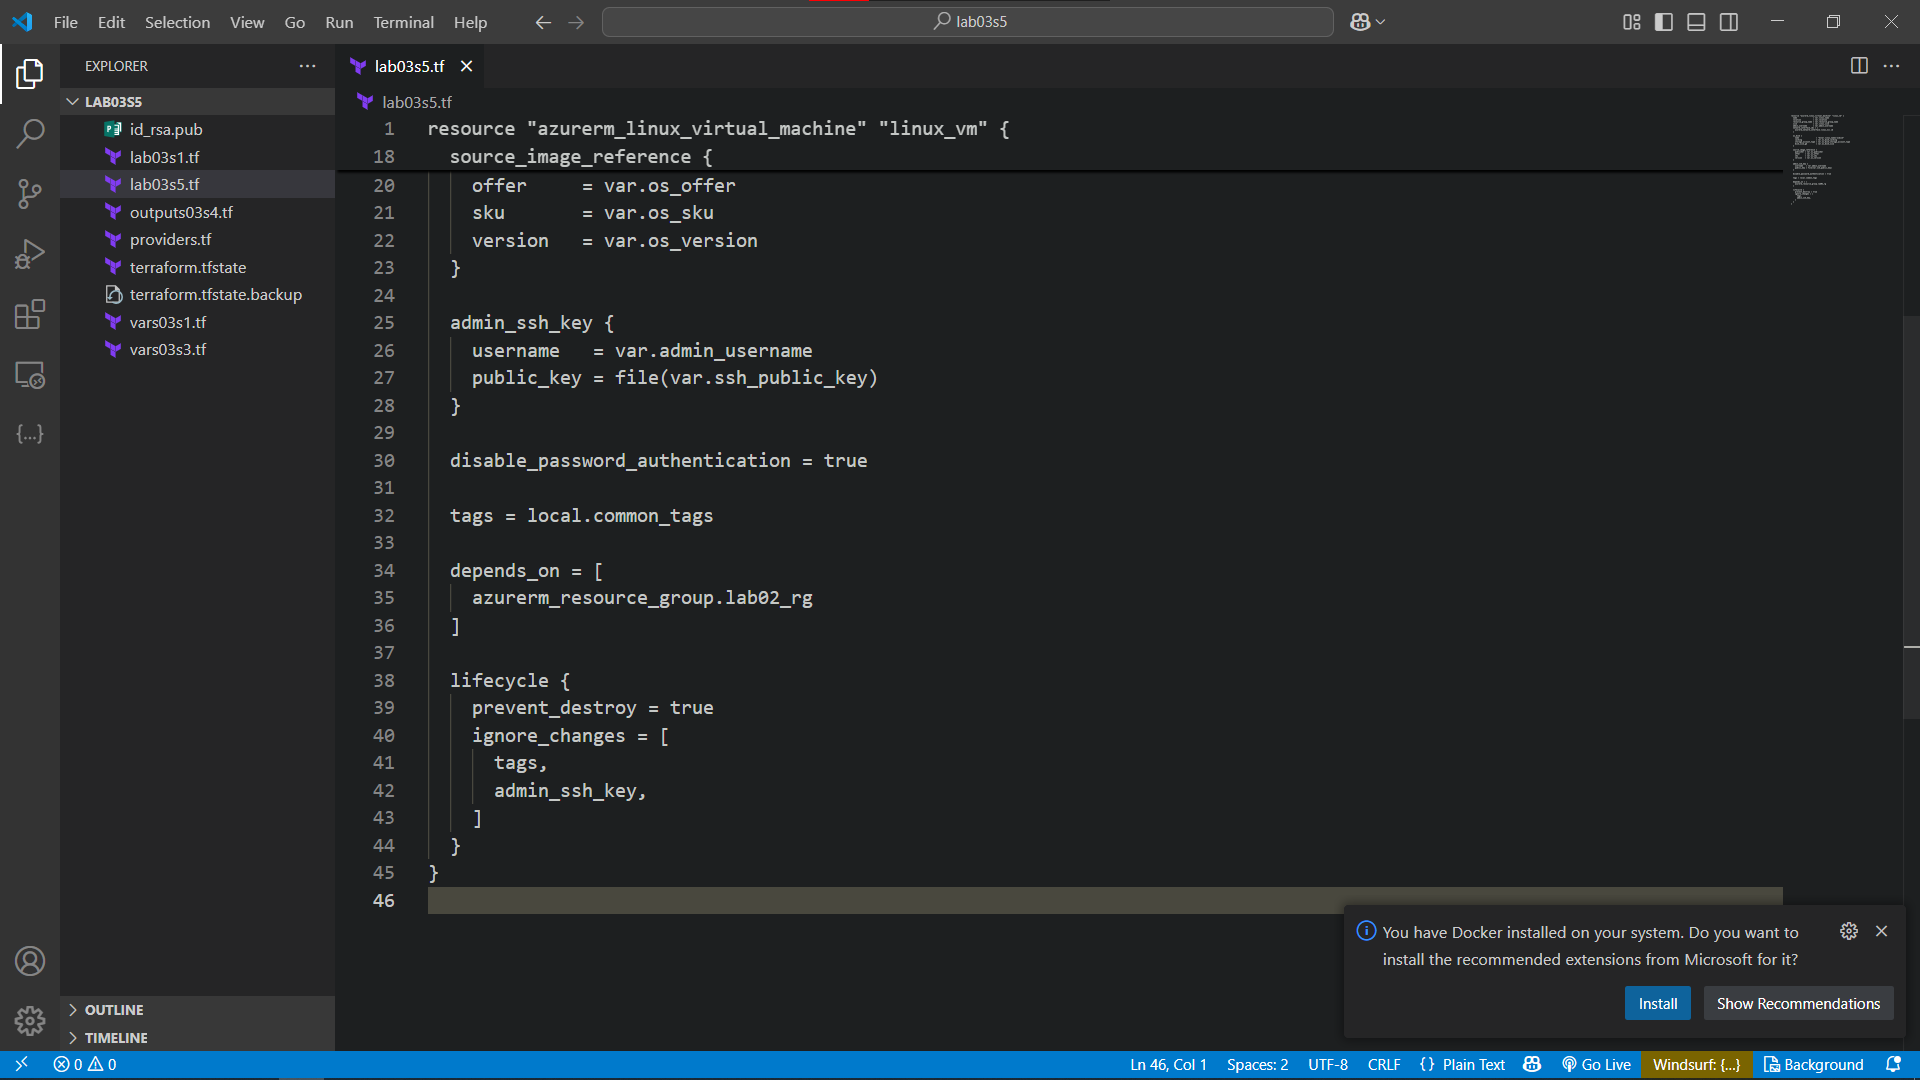 File Edit Selection View Go Run Terminal Help
lab03s5
EXPLORER
LAB03S5
id_rsa.pub
lab03s1.tf
lab03s5.tf
outputs03s4.tf
providers.tf
terraform.tfstate
terraform.tfstate.backup
vars03s1.tf
vars03s3.tf
OUTLINE
TIMELINE
lab03s5.tf
lab03s5.tf
1 resource "azurerm_linux_virtual_machine" "linux_vm" {
18 source_image_reference {
20 offer = var.os_offer
21 sku = var.os_sku
22 version = var.os_version
23 }
24
25 admin_ssh_key {
26 username = var.admin_username
27 public_key = file(var.ssh_public_key)
28 }
29
30 disable_password_authentication = true
31
32 tags = local.common_tags
33
34 depends_on = [
35 azurerm_resource_group.lab02_rg
36 ]
37
38 lifecycle {
39 prevent_destroy = true
40 ignore_changes = [
41 tags,
42 admin_ssh_key,
43 ]
44 }
45 }
46
You have Docker installed on your system. Do you want to
install the recommended extensions from Microsoft for it?
Install Show Recommendations
0 0 Ln 46, Col 1 Spaces: 2 UTF-8 CRLF {} Plain Text Go Live Windsurf: {...} Background